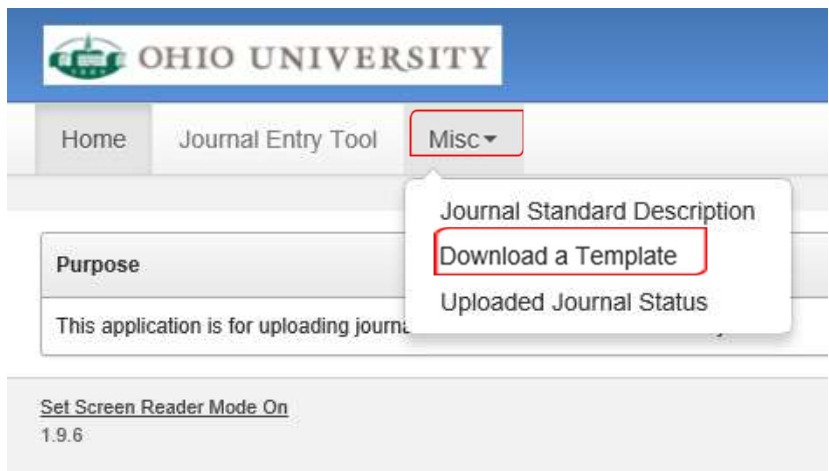 OHIO UNIVERSITY
Home Journal Entry Tool Misc
Journal Standard Description
Download a Template
Uploaded Journal Status
Purpose
This application is for uploading
Set Screen Reader Mode On
1.9.6